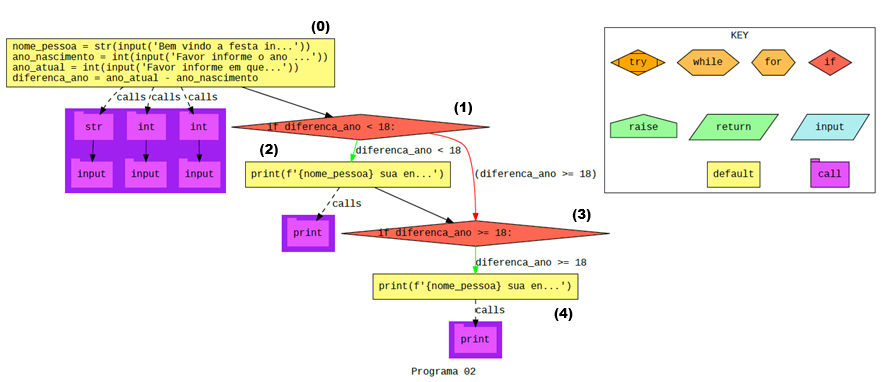 (0)
nome_pessoa = str(input('Bem vindo a festa in...'))
ano_nascimento = int(input('Favor informe o ano ...'))
ano_atual = int(input('Favor informe em que...'))
diferenca_ano = ano_atual - ano_nascimento
calls calls calls
str int int
input input input
(1)
if diferenca_ano < 18:
diferenca_ano < 18
(2)
print(f'{nome_pessoa} sua en...')
(diferenca_ano >= 18)
calls
print
(3)
if diferenca_ano >= 18:
diferenca_ano >= 18
print(f'{nome_pessoa} sua en...')
(4)
calls
print
Programa 02
KEY
try while for if
raise return input
default call